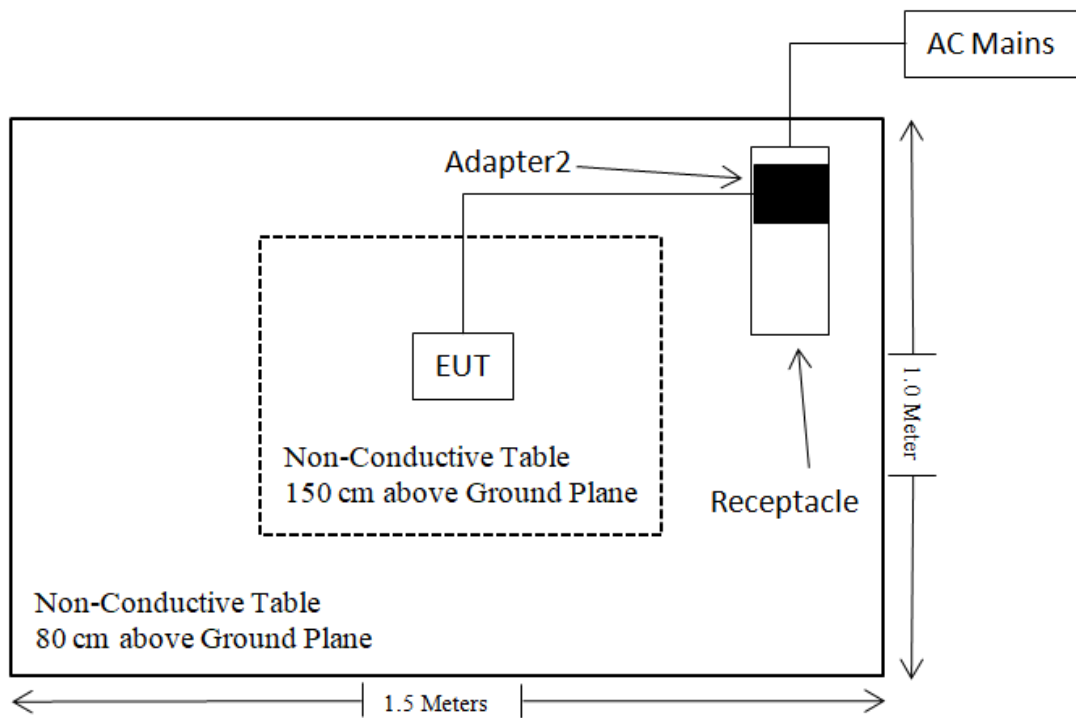 AC Mains
Adapter2
EUT
Non-Conductive Table
150 cm above Ground Plane
1.0 Meter
Receptacle
Non-Conductive Table
80 cm above Ground Plane
1.5 Meters